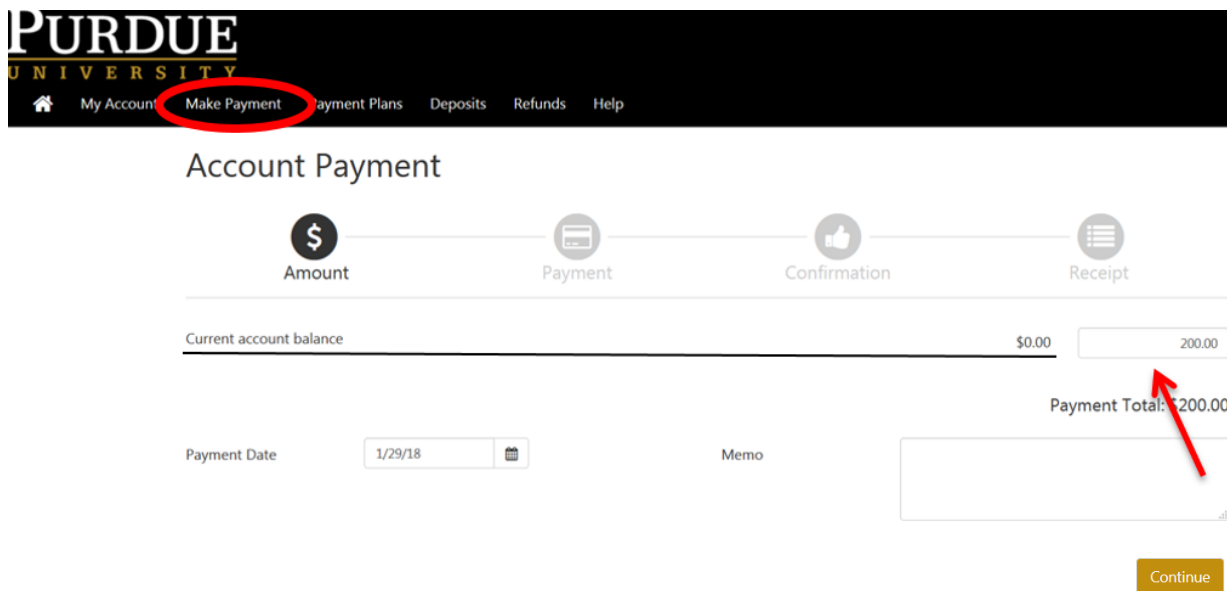 PURDUE
UNIVERSITY
My Account Make Payment Payment Plans Deposits Refunds Help
Account Payment
$
Amount Payment Confirmation Receipt
Current account balance $0.00 200.00
Payment Total: $200.00
Payment Date 1/29/18 Memo
Continue